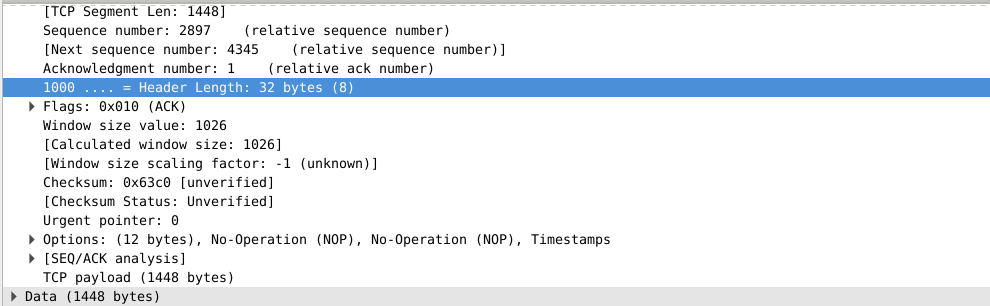 [TCP Segment Len: 1448]
Sequence number: 2897    (relative sequence number)
[Next sequence number: 4345    (relative sequence number)]
Acknowledgment number: 1    (relative ack number)
1000 .... = Header Length: 32 bytes (8)
Flags: 0x010 (ACK)
Window size value: 1026
[Calculated window size: 1026]
[Window size scaling factor: -1 (unknown)]
Checksum: 0x63c0 [unverified]
[Checksum Status: Unverified]
Urgent pointer: 0
Options: (12 bytes), No-Operation (NOP), No-Operation (NOP), Timestamps
[SEQ/ACK analysis]
TCP payload (1448 bytes)
Data (1448 bytes)